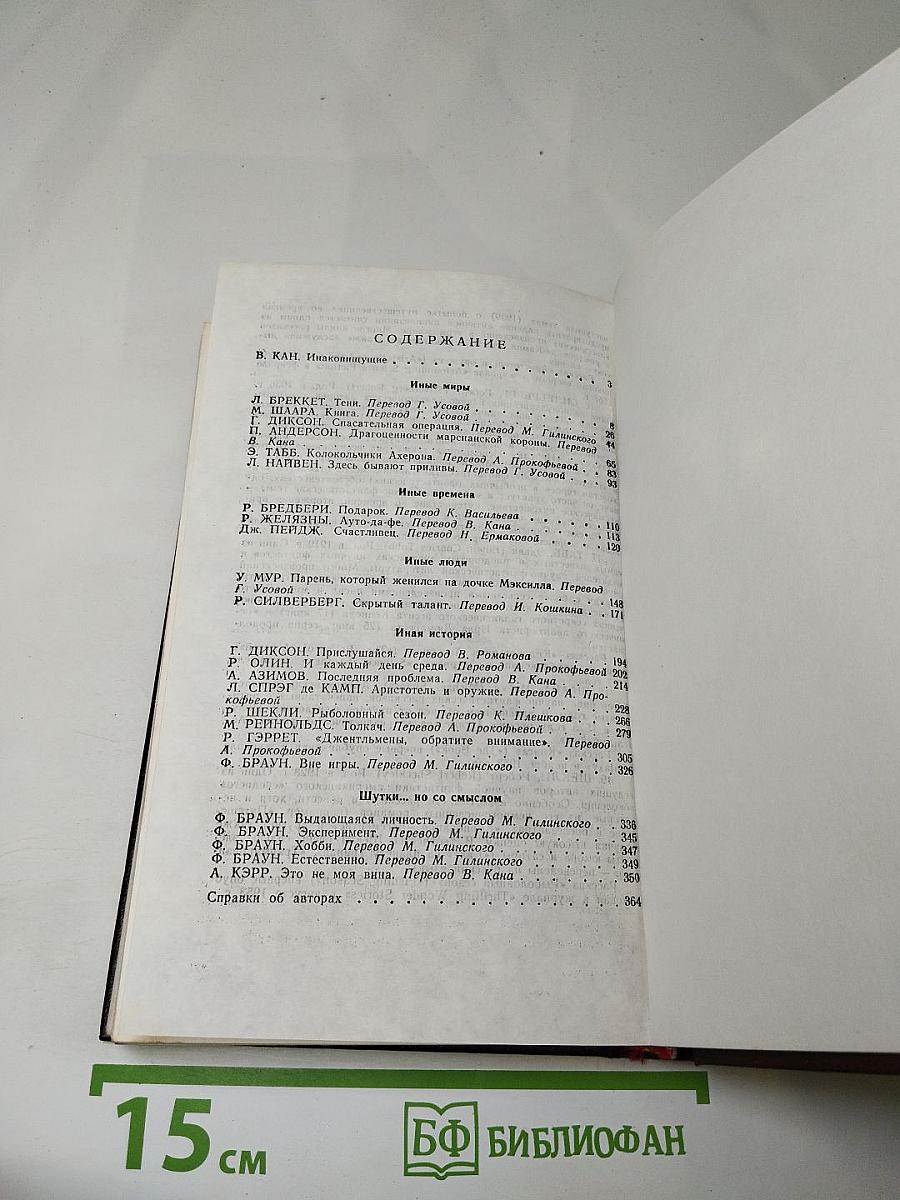 СОДЕРЖАНИЕ
В. КАН. Инакопишущие . . . . . . . . . . . . . . . 3
Иные миры
Л. БРЕККЕТ. Тени. Перевод Г. Усовой . . . . . . . . 8
М. ШААРА. Книга. Перевод Г. Усовой . . . . . . . . 26
Г. ДИКСОН. Спасательная операция. Перевод М. Гилинского 44
П. АНДЕРСОН. Драгоценности марсианской короны. Перевод
В. Кана . . . . . . . . . . . . . . . . . . 65
Э. ТАББ. Колокольчики Ахерона. Перевод А. Прокофьевой . . 83
Л. НАЙВЕН. Здесь бывают приливы. Перевод Г. Усовой . . . 93
Иные времена
Р. БРЕДБЕРИ. Подарок. Перевод К. Васильева . . . . . . 110
Р. ЖЕЛЯЗНЫ. Ауто-да-фе. Перевод В. Кана . . . . . . . 113
Дж. ПЕЙДЖ. Счастливец. Перевод Н. Ермаковой . . . . . 120
Иные люди
У. МУР. Парень, который женился на дочке Мэксилла. Перевод
Г. Усовой . . . . . . . . . . . . . . . . . 148
Р. СИЛВЕРБЕРГ. Скрытый талант. Перевод И. Кошкина . . 171
Иная история
Г. ДИКСОН. Прислушайся. Перевод В. Романова . . . . . 194
Р. ОЛИН. И каждый день среда. Перевод А. Прокофьевой 202
А. АЗИМОВ. Последняя проблема. Перевод В. Кана . . . . 214
Л. СПРЭГ де КАМП. Аристотель и оружие. Перевод А. Про-
кофьевой . . . . . . . . . . . . . . . . . . 228
Р. ШЕКЛИ. Рыболовный сезон. Перевод К. Плешкова . . . 266
М. РЕЙНОЛЬДС. Толкач. Перевод А. Прокофьевой . . . . . 279
Р. ГЭРРЕТ. «Джентльмены, обратите внимание». Перевод
А. Прокофьевой . . . . . . . . . . . . . . . 305
Ф. БРАУН. Вне игры. Перевод М. Гилинского . . . . . . 326
Шутки... но со смыслом
Ф. БРАУН. Выдающаяся личность. Перевод М. Гилинского . . 336
Ф. БРАУН. Эксперимент. Перевод М. Гилинского . . . . . 345
Ф. БРАУН. Хобби. Перевод М. Гилинского . . . . . . . 347
Ф. БРАУН. Естественно. Перевод М. Гилинского . . . . . 349
А. КЭРР. Это не моя вина. Перевод В. Кана . . . . . . 350
Справки об авторах . . . . . . . . . . . . . . . 364
15 см
БФ БИБЛИОФАН